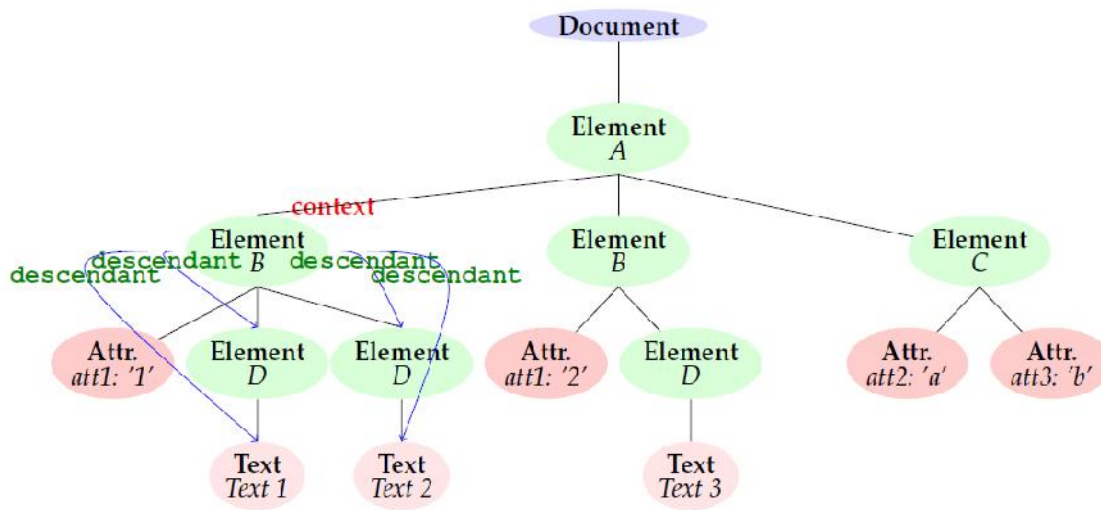 Document
Element
A
context
Element
B
Element
B
Element
C
descendant
descendant
descendant
descendant
Attr.
att1: '1'
Element
D
Element
D
Attr.
att1: '2'
Element
D
Attr.
att2: 'a'
Attr.
att3: 'b'
Text
Text 1
Text
Text 2
Text
Text 3